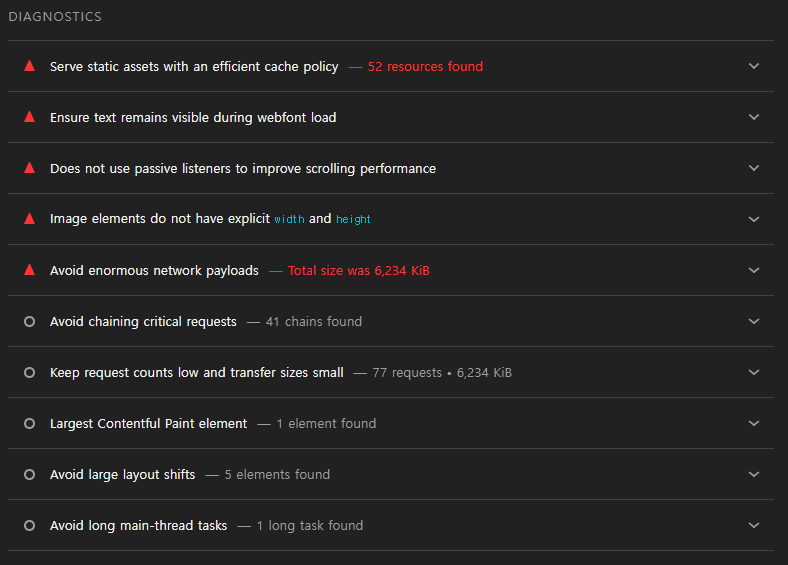 DIAGNOSTICS
Serve static assets with an efficient cache policy — 52 resources found
Ensure text remains visible during webfont load
Does not use passive listeners to improve scrolling performance
Image elements do not have explicit width and height
Avoid enormous network payloads — Total size was 6,234 KiB
Avoid chaining critical requests — 41 chains found
Keep request counts low and transfer sizes small — 77 requests • 6,234 KiB
Largest Contentful Paint element — 1 element found
Avoid large layout shifts — 5 elements found
Avoid long main-thread tasks — 1 long task found